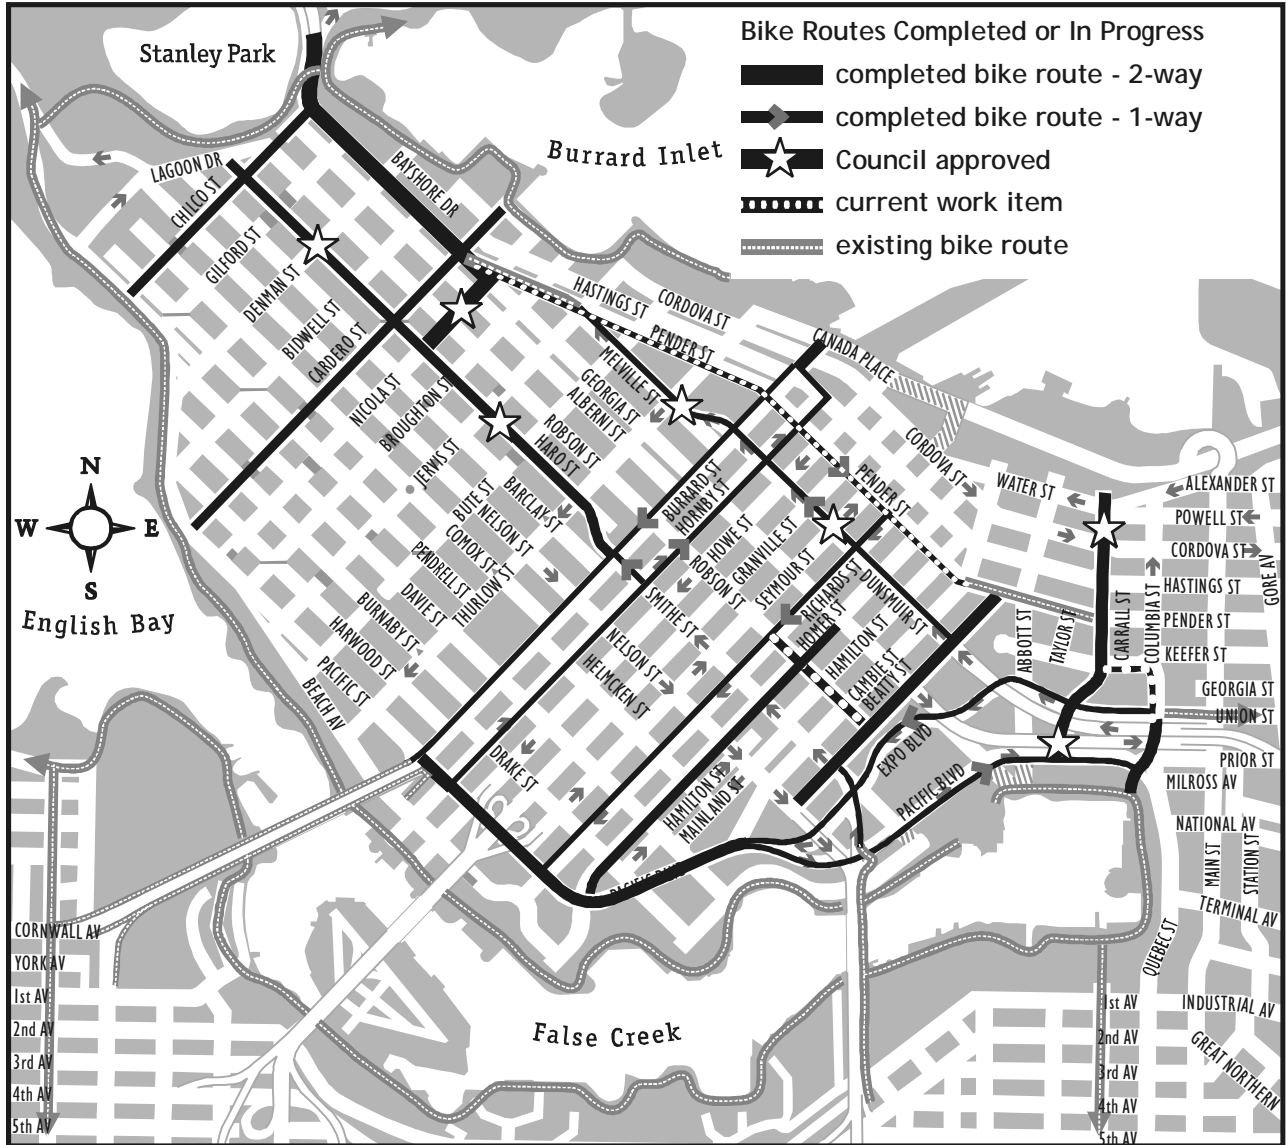 Bike Routes Completed or In Progress
completed bike route - 2-way
completed bike route - 1-way
Council approved
current work item
existing bike route
Stanley Park
Burrard Inlet
LAGOON DR
CHILCO ST
BAYSHORE DR
GILFORD ST
DENMAN ST
BIDWELL ST
CARDERO ST
NICOLA ST
BROUGHTON ST
JERVIS ST
BUTE ST
HASTINGS ST
CORDOVA ST
PENDER ST
MELVILLE ST
GEORGIA ST
ALBERNI ST
ROBSON ST
HARO ST
BARCLAY ST
NELSON ST
COMOX ST
PENDRELL ST
DAVIE ST
THURLOW ST
BURNABY ST
HARWOOD ST
PACIFIC ST
BEACH AV
CANADA PLACE
CORDOVA ST
PENDER ST
WATER ST
ALEXANDER ST
POWELL ST
CORDOVA ST
HASTINGS ST
GORE AV
PENDER ST
KEEFER ST
GEORGIA ST
UNION ST
PRIOR ST
MILROSS AV
NATIONAL AV
MAIN ST
STATION ST
TERMINAL AV
QUEBEC ST
INDUSTRIAL AV
GREAT NORTHERN
BURRARD ST
HORNBY ST
HOWE ST
GRANVILLE ST
ROBSON ST
SEYMOUR ST
RICHARDS ST
HOMER ST
DUNSMUIR ST
HAMILTON ST
CAMBIE ST
BEATTY ST
SMITHE ST
NELSON ST
HELMCKEN ST
DRAKE ST
HAMILTON ST
MAINLAND ST
EXPO BLVD
PACIFIC BLVD
PACIFIC BLVD
ABBOTT ST
TAYLOR ST
CARRALL ST
COLUMBIA ST
N
W
E
S
English Bay
False Creek
CORNWALL AV
YORK AV
1st AV
2nd AV
3rd AV
4th AV
5th AV
1st AV
2nd AV
3rd AV
4th AV
5th AV